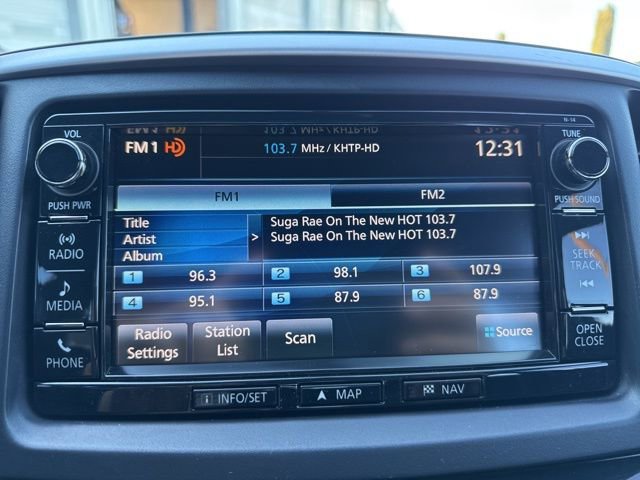 N-14
VOL
PUSH PWR
RADIO
MEDIA
PHONE
FM1 HD
103.7 MHz / KHTP-HD
12:31
FM1
FM2
Title
Artist
Album
>
Suga Rae On The New HOT 103.7
Suga Rae On The New HOT 103.7
1 96.3
2 98.1
3 107.9
4 95.1
5 87.9
6 87.9
Radio
Settings
Station
List
Scan
Source
TUNE
PUSH SOUND
SEEK
TRACK
OPEN
CLOSE
i INFO/SET
MAP
NAV